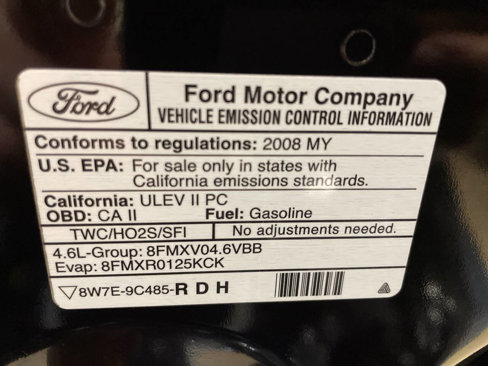 Ford
Ford Motor Company
VEHICLE EMISSION CONTROL INFORMATION
Conforms to regulations: 2008 MY
U.S. EPA: For sale only in states with
California emissions standards.
California: ULEV II PC
OBD: CA II Fuel: Gasoline
TWC/HO2S/SFI No adjustments needed.
4.6L-Group: 8FMXV04.6VBB
Evap: 8FMXR0125KCK
8W7E-9C485-R D H